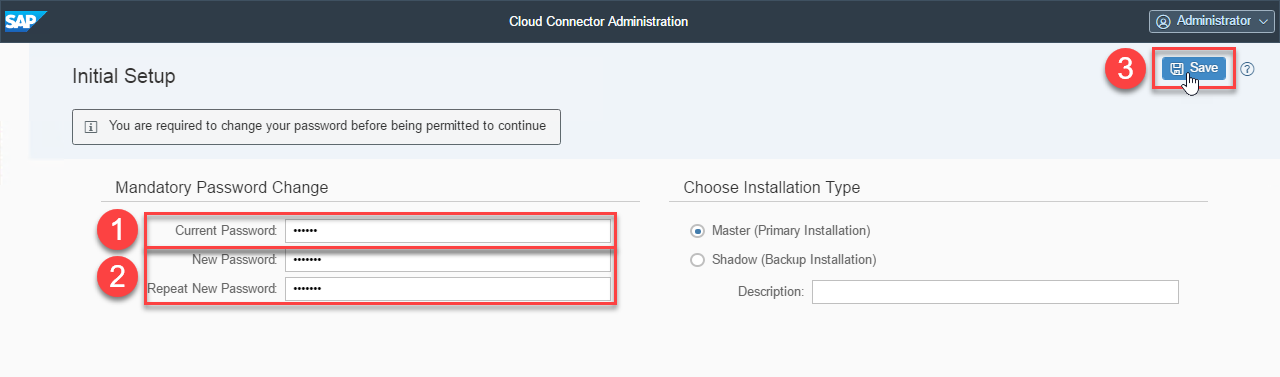 SAP
Cloud Connector Administration
Administrator
Initial Setup
3
Save
You are required to change your password before being permitted to continue
Mandatory Password Change
Choose Installation Type
1
Current Password: ••••••
Master (Primary Installation)
2
New Password: •••••••
Shadow (Backup Installation)
Repeat New Password: •••••••
Description: